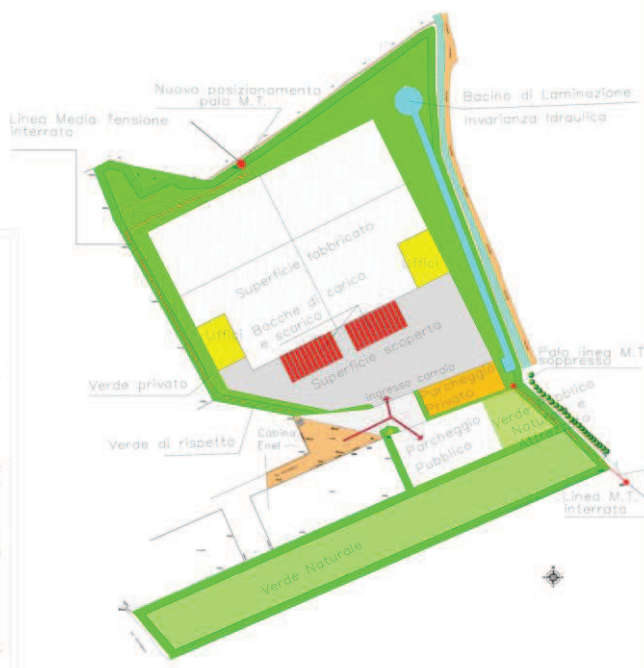 Nuovo posizionamento
palo M.T.
Linea Media Tensione
interrata
Bacino di Laminazione
Invarianza Idraulica
Superficie fabbricato
Uffici
Bocche di carico
e scarico
Uffici
Superficie scoperta
Palo linea M.T.
soppresso
Verde privato
Ingresso carraio
Parcheggio
Privato
Verde di rispetto
Cabina
Enel
Parcheggio
Pubblico
Verde Pubblico
e
Linea M.T.
interrata
Verde Naturale